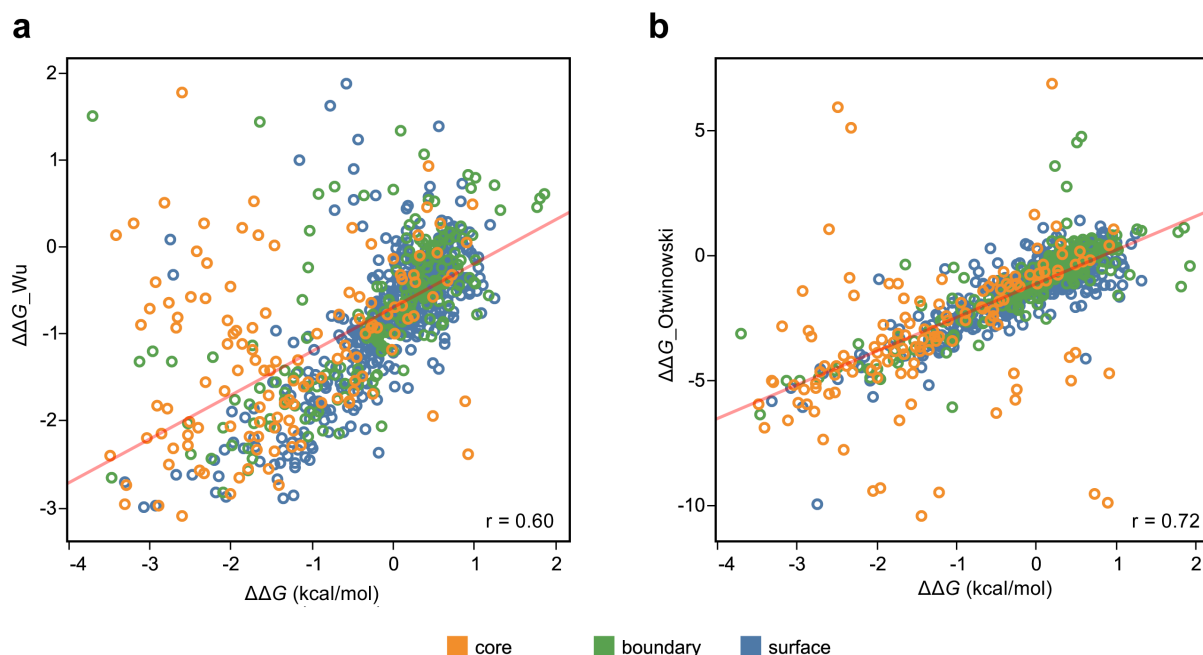 a
b
2
1
0
-1
-2
-3
ΔΔG_Wu
r = 0.60
-4 -3 -2 -1 0 1 2
ΔΔG (kcal/mol)
5
0
-5
-10
ΔΔG_Otwinowski
r = 0.72
-4 -3 -2 -1 0 1 2
ΔΔG (kcal/mol)
core boundary surface